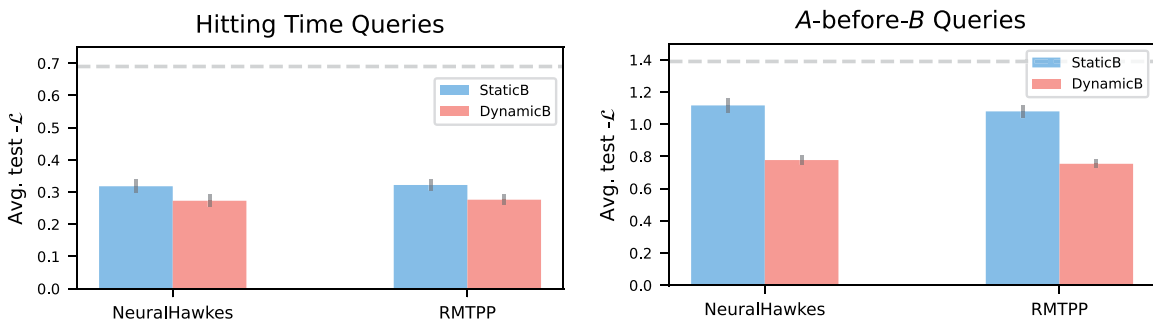 Hitting Time Queries
Avg. test -ℒ
0.7
0.6
0.5
0.4
0.3
0.2
0.1
0.0
StaticB
DynamicB
NeuralHawkes
RMTPP
A-before-B Queries
Avg. test -ℒ
1.4
1.2
1.0
0.8
0.6
0.4
0.2
0.0
StaticB
DynamicB
NeuralHawkes
RMTPP